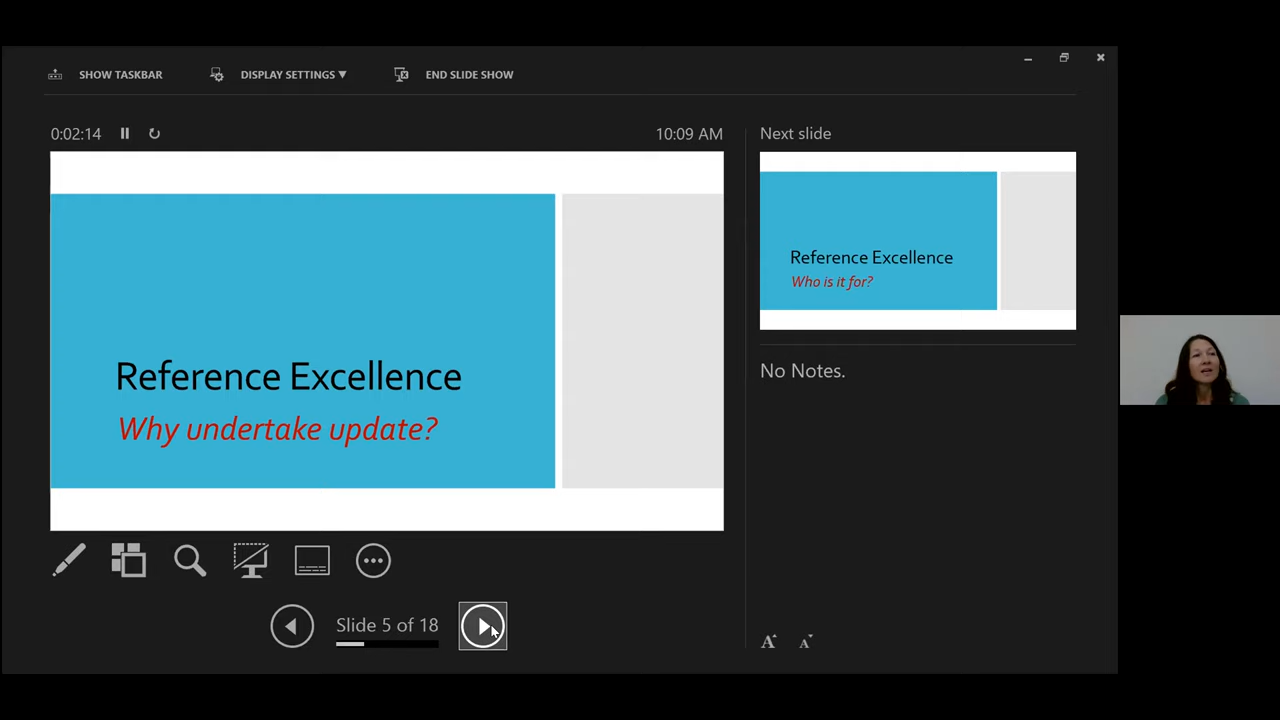 SHOW TASKBAR
DISPLAY SETTINGS ▼
END SLIDE SHOW
0:02:14
10:09 AM
Next slide
Reference Excellence
Why undertake update?
Reference Excellence
Who is it for?
No Notes.
Slide 5 of 18
A
A